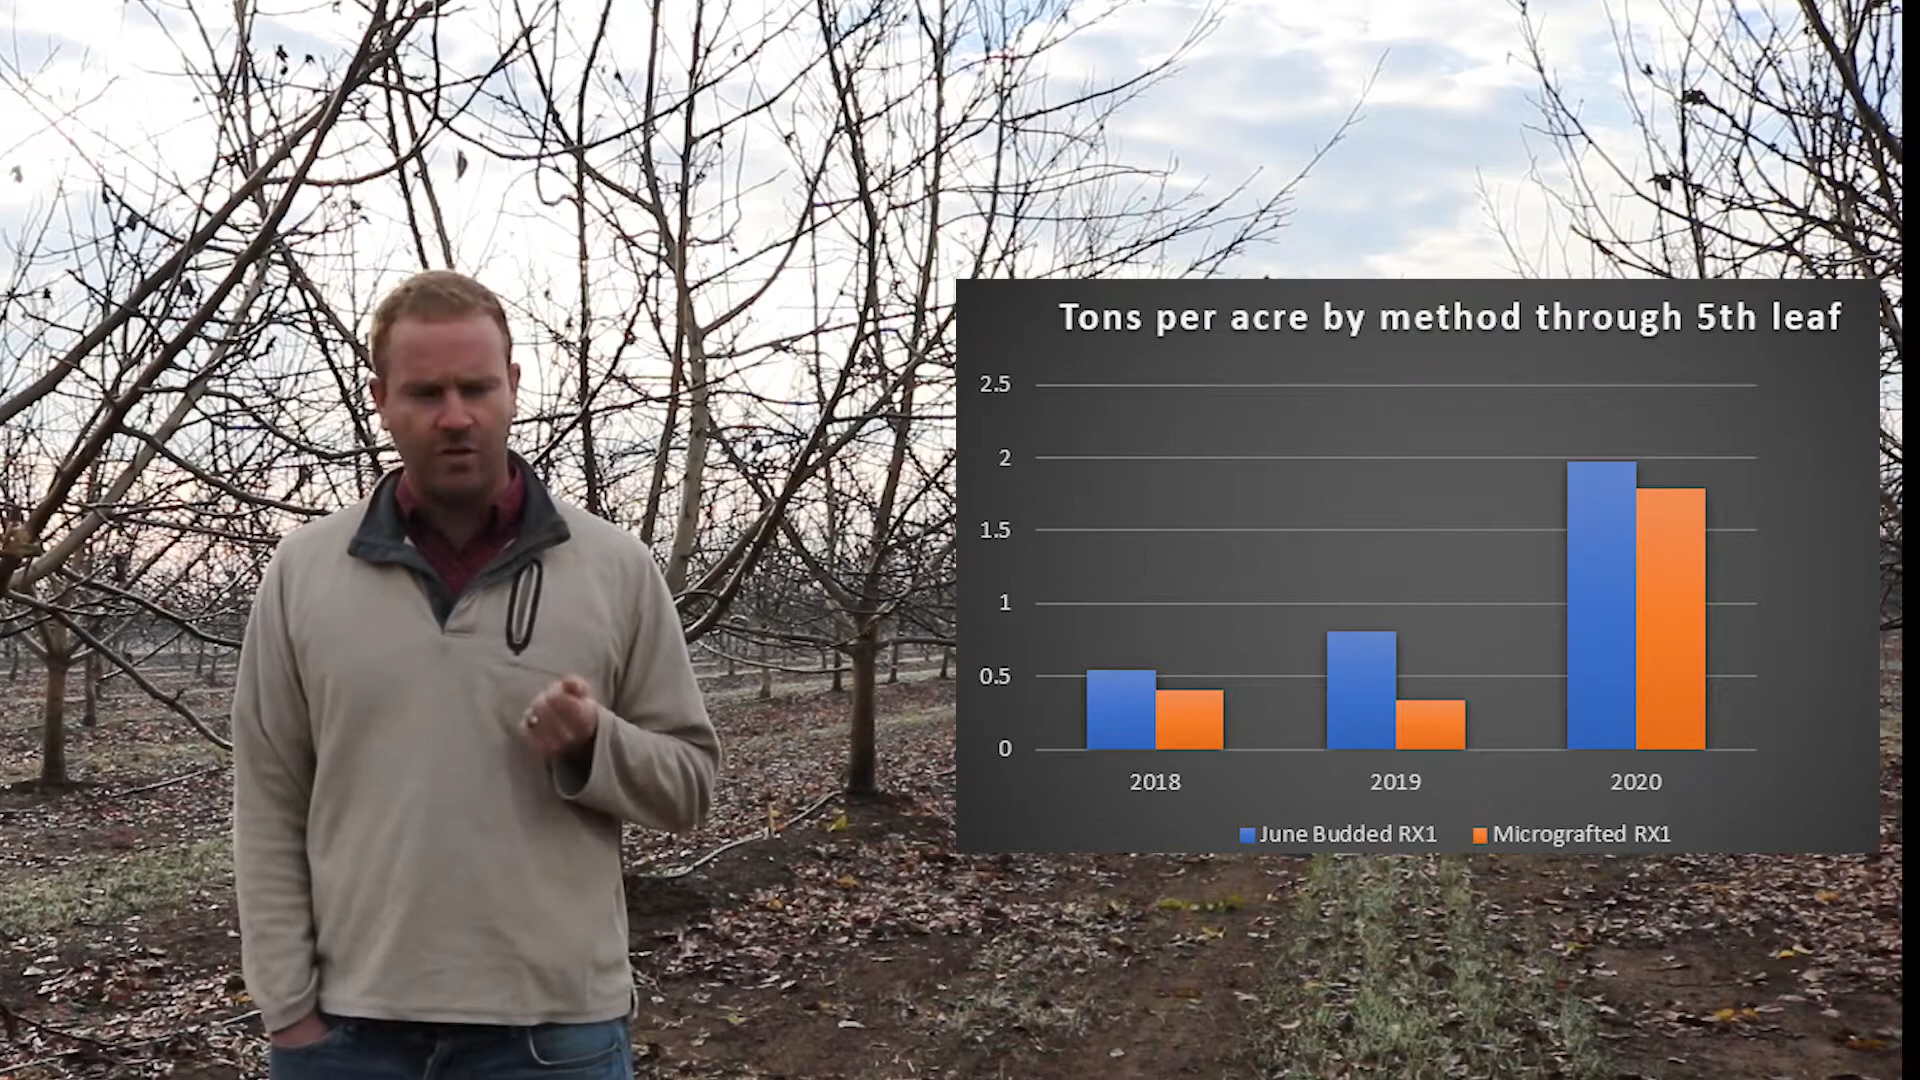 Tons per acre by method through 5th leaf
2.5
2
1.5
1
0.5
0
2018 2019 2020
June Budded RX1 Micrografted RX1